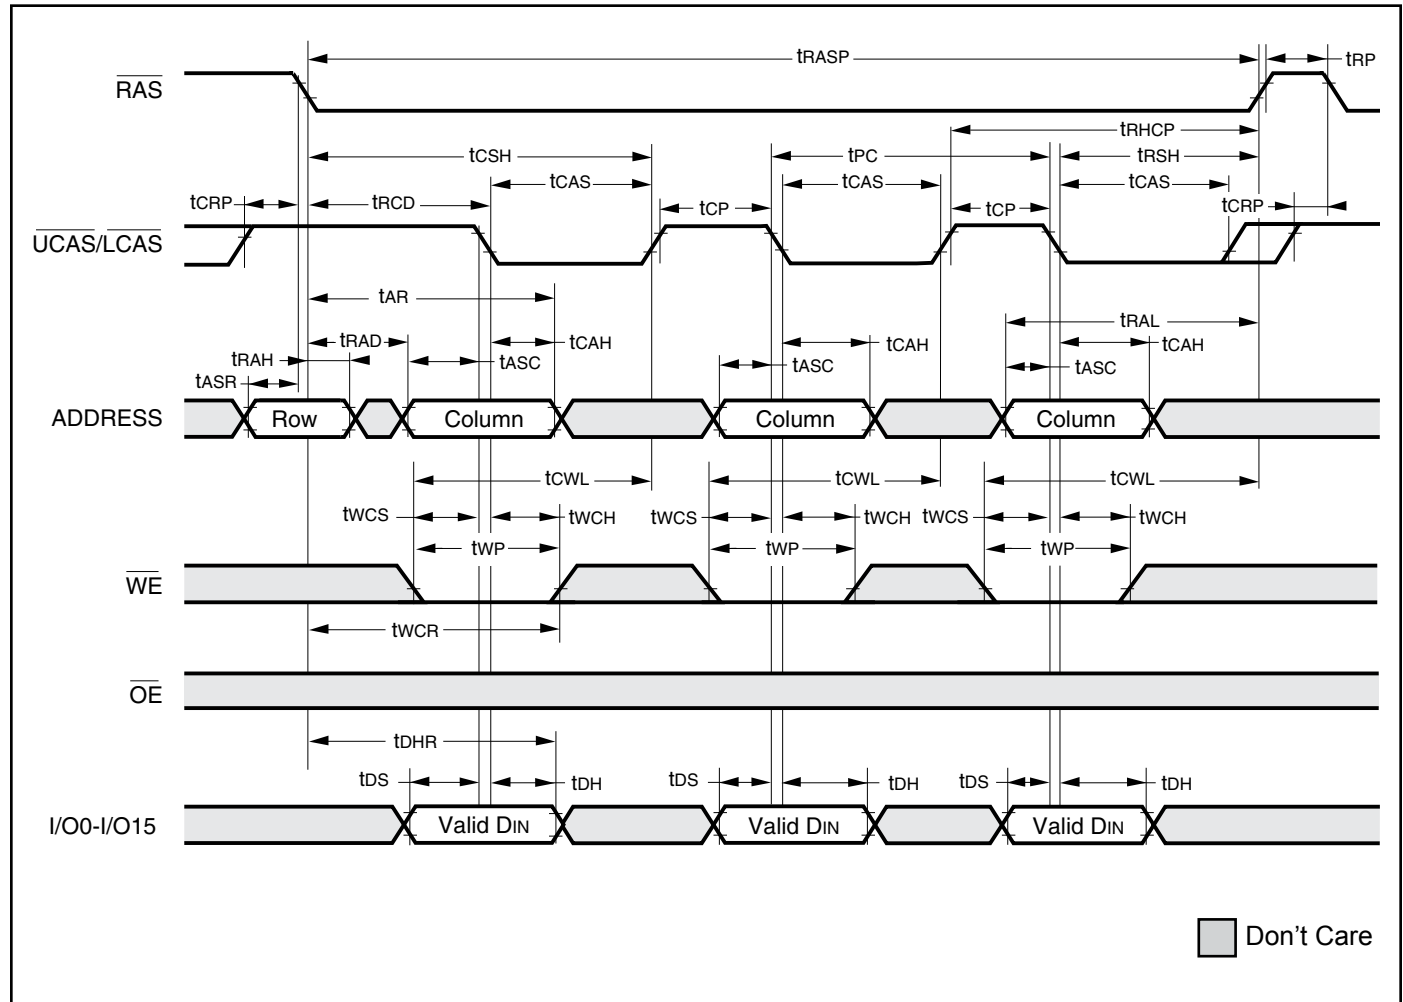 tRASP
tRP
RAS
tRHCP
tCSH
tPC
tRSH
tCAS
tCAS
tCAS
tCRP
tRCD
tCP
tCP
tCRP
UCAS/LCAS
tAR
tRAL
tRAD
tCAH
tCAH
tCAH
tRAH
tASC
tASC
tASC
tASR
ADDRESS
Row
Column
Column
Column
tCWL
tCWL
tCWL
tWCS
tWCH
tWCS
tWCH
tWCS
tWCH
tWP
tWP
tWP
WE
tWCR
OE
tDHR
tDS
tDH
tDS
tDH
tDS
tDH
I/O0-I/O15
Valid DIN
Valid DIN
Valid DIN
Don't Care